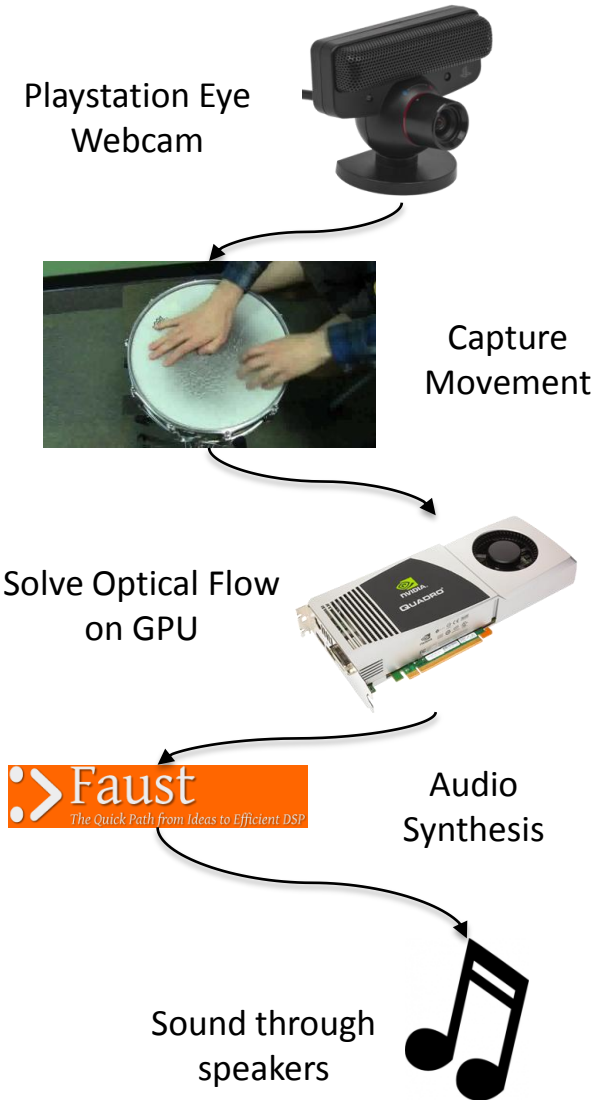 Playstation Eye
Webcam
Capture
Movement
Solve Optical Flow
on GPU
NVIDIA.
QUADRO
Faust
The Quick Path from Ideas to Efficient DSP
Audio
Synthesis
Sound through
speakers